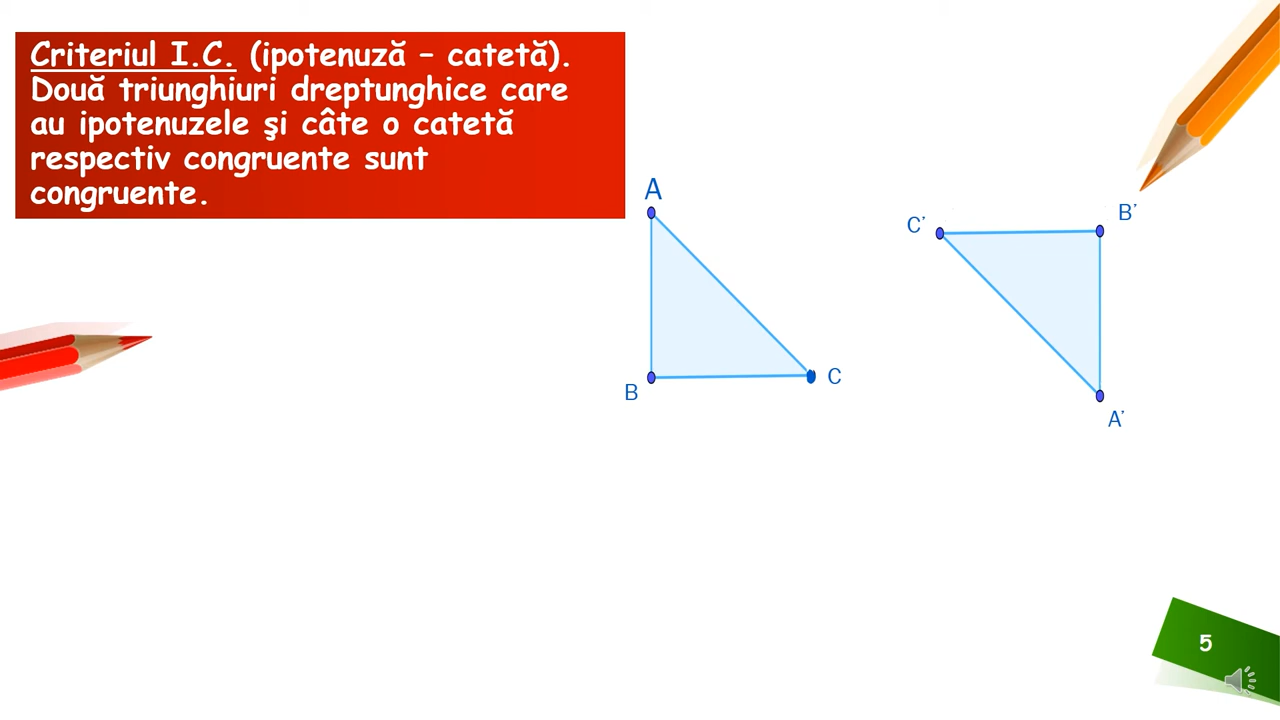 Criteriul I.C. (ipotenuză – catetă).
Două triunghiuri dreptunghice care
au ipotenuzele şi câte o catetă
respectiv congruente sunt
congruente.
A
B
C
C’
B’
A’
5